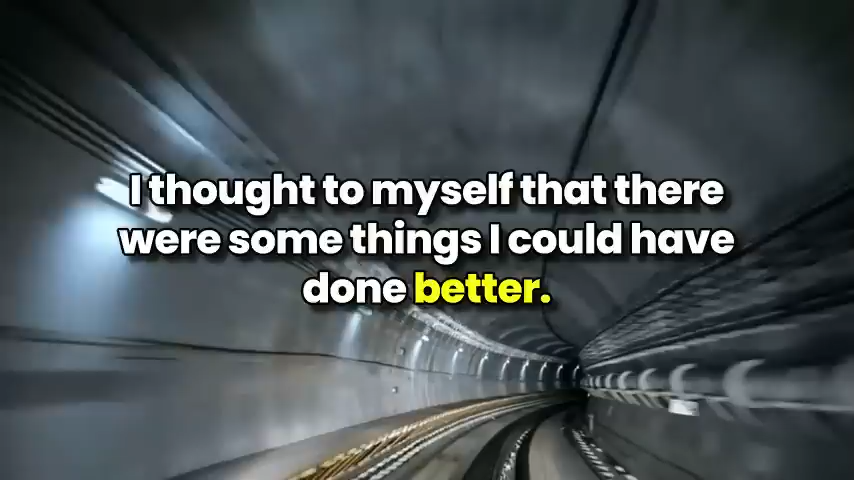 I thought to myself that there
were some things I could have
done better.